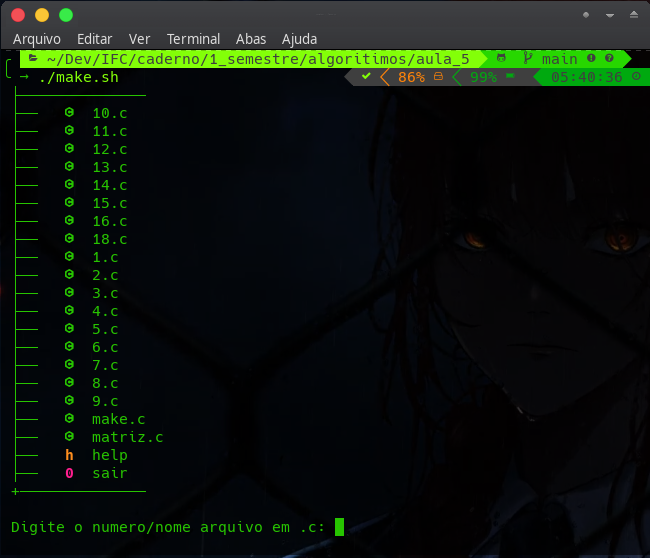 Arquivo Editar Ver Terminal Abas Ajuda
~/Dev/IFC/caderno/1_semestre/algoritimos/aula_5 main
→ ./make.sh 86% 99% 05:40:36
10.c
11.c
12.c
13.c
14.c
15.c
16.c
18.c
1.c
2.c
3.c
4.c
5.c
6.c
7.c
8.c
9.c
make.c
matriz.c
h help
0 sair
Digite o numero/nome arquivo em .c: